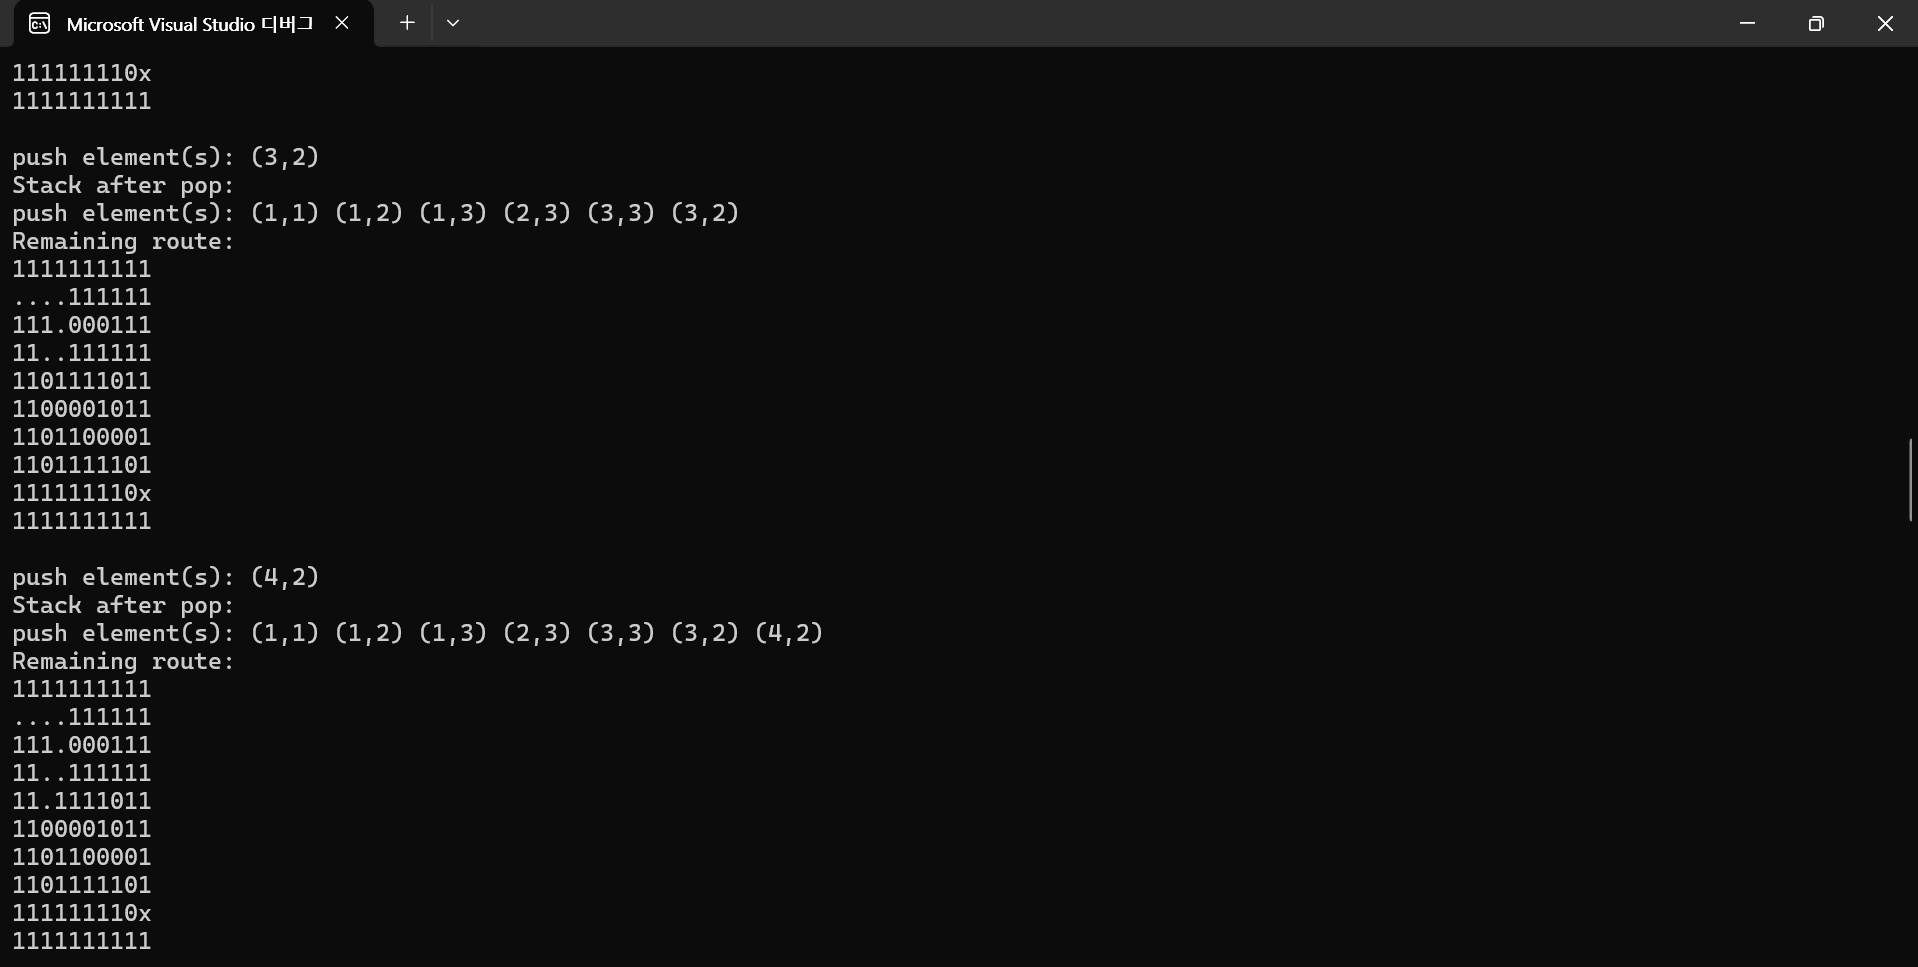 Microsoft Visual Studio 디버그
111111110x
1111111111
push element(s): (3,2)
Stack after pop:
push element(s): (1,1) (1,2) (1,3) (2,3) (3,3) (3,2)
Remaining route:
1111111111
....111111
111.000111
11..111111
1101111011
1100001011
1101100001
1101111101
111111110x
1111111111
push element(s): (4,2)
Stack after pop:
push element(s): (1,1) (1,2) (1,3) (2,3) (3,3) (3,2) (4,2)
Remaining route:
1111111111
....111111
111.000111
11..111111
11.1111011
1100001011
1101100001
1101111101
111111110x
1111111111